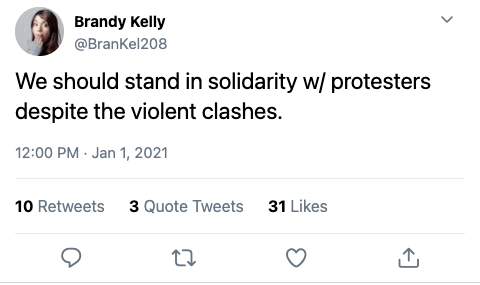 Brandy Kelly
@BranKel208
We should stand in solidarity w/ protesters
despite the violent clashes.
12:00 PM · Jan 1, 2021
10 Retweets 3 Quote Tweets 31 Likes